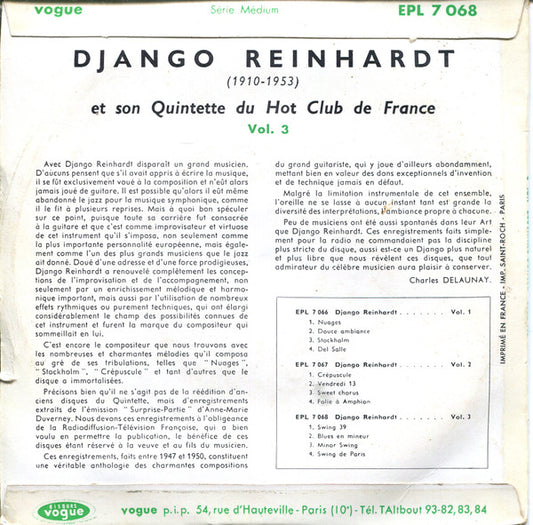 vogue
Série Médium
EPL 7 068
DJANGO REINHARDT
(1910-1953)
et son Quintette du Hot Club de France
Vol. 3
Avec Django Reinhardt disparaît un grand musicien.
D'aucuns pensent que s'il avait appris à écrire la musique,
il se fût exclusivement voué à la composition et n'eût alors
jamais joué de guitare. Il est possible qu'alors il eût même
abandonné le jazz pour la musique symphonique, comme
il le fit à plusieurs reprises. Mais à quoi bon spéculer
sur ce point, puisque toute sa carrière fut consacrée
à la guitare et que c'est comme improvisateur et virtuose
de cet instrument qu'il s'imposa, non seulement comme
la plus importante personnalité européenne, mais égale-
ment comme l'un des plus grands musiciens que le jazz
ait donné. Doué d'une adresse et d'une force prodigieuses,
Django Reinhardt a renouvelé complètement les concep-
tions de l'improvisation et de l'accompagnement, non
seulement par un enrichissement mélodique et harmo-
nique important, mais aussi par l'utilisation de nombreux
effets rythmiques ou purement techniques, qui ont élargi
considérablement le champ des possibilités connues de
cet instrument et furent la marque du compositeur qui
sommeillait en lui.
C'est encore le compositeur que nous trouvons avec
les nombreuses et charmantes mélodies qu'il composa
au gré de ses tribulations, telles que "Nuages",
"Stockholm", "Crépuscule" et tant d'autres que le
disque a immortalisées.
Précisons bien qu'il ne s'agit pas de la réédition d'an-
ciens disques du Quintette, mais d'enregistrements
extraits de l'émission "Surprise-Partie" d'Anne-Marie
Duverney. Nous devons ces enregistrements à l'obligeance
de la Radiodiffusion-Télévision Française, qui a bien
voulu en permettre la publication, le bénéfice de ces
disques étant réservé à la veuve et au fils du musicien.
Ces enregistrements, faits entre 1947 et 1950, constituent
une véritable anthologie des charmantes compositions
du grand guitariste, qui y joue d'ailleurs abondamment,
mettant bien en valeur des dons exceptionnels d'invention
et de technique jamais en défaut.
Malgré la limitation instrumentale de cet ensemble,
l'oreille ne se lasse à aucun instant tant est grande la
diversité des interprétations, l'ambiance propre à chacune.
Peu de musiciens ont été aussi spontanés dans leur Art
que Django Reinhardt. Ces enregistrements faits simple-
ment pour la radio ne commandaient pas la discipline
plus stricte du disque, aussi est-ce un Django plus naturel
et plus libre que nous révèlent ces disques, que tout
admirateur du célèbre musicien aura plaisir à conserver.
Charles DELAUNAY.
EPL 7 066 Django Reinhardt . . . . . . . Vol. 1
1. Nuages
2. Douce ambiance
3. Stockholm
4. Del Salle
EPL 7 067 Django Reinhardt . . . . . . . Vol. 2
1. Crépuscule
2. Vendredi 13
3. Sweet chorus
4. Folie à Amphion
EPL 7 068 Django Reinhardt . . . . . . . Vol. 3
1. Swing 39
2. Blues en mineur
3. Minor Swing
4. Swing de Paris
IMPRIMÉ EN FRANCE - IMP. SAINT-ROCH - PARIS
DISQUES
vogue
vogue p.i.p. 54, rue d'Hauteville - Paris (10e) - Tél. TAItbout 93-82, 83, 84